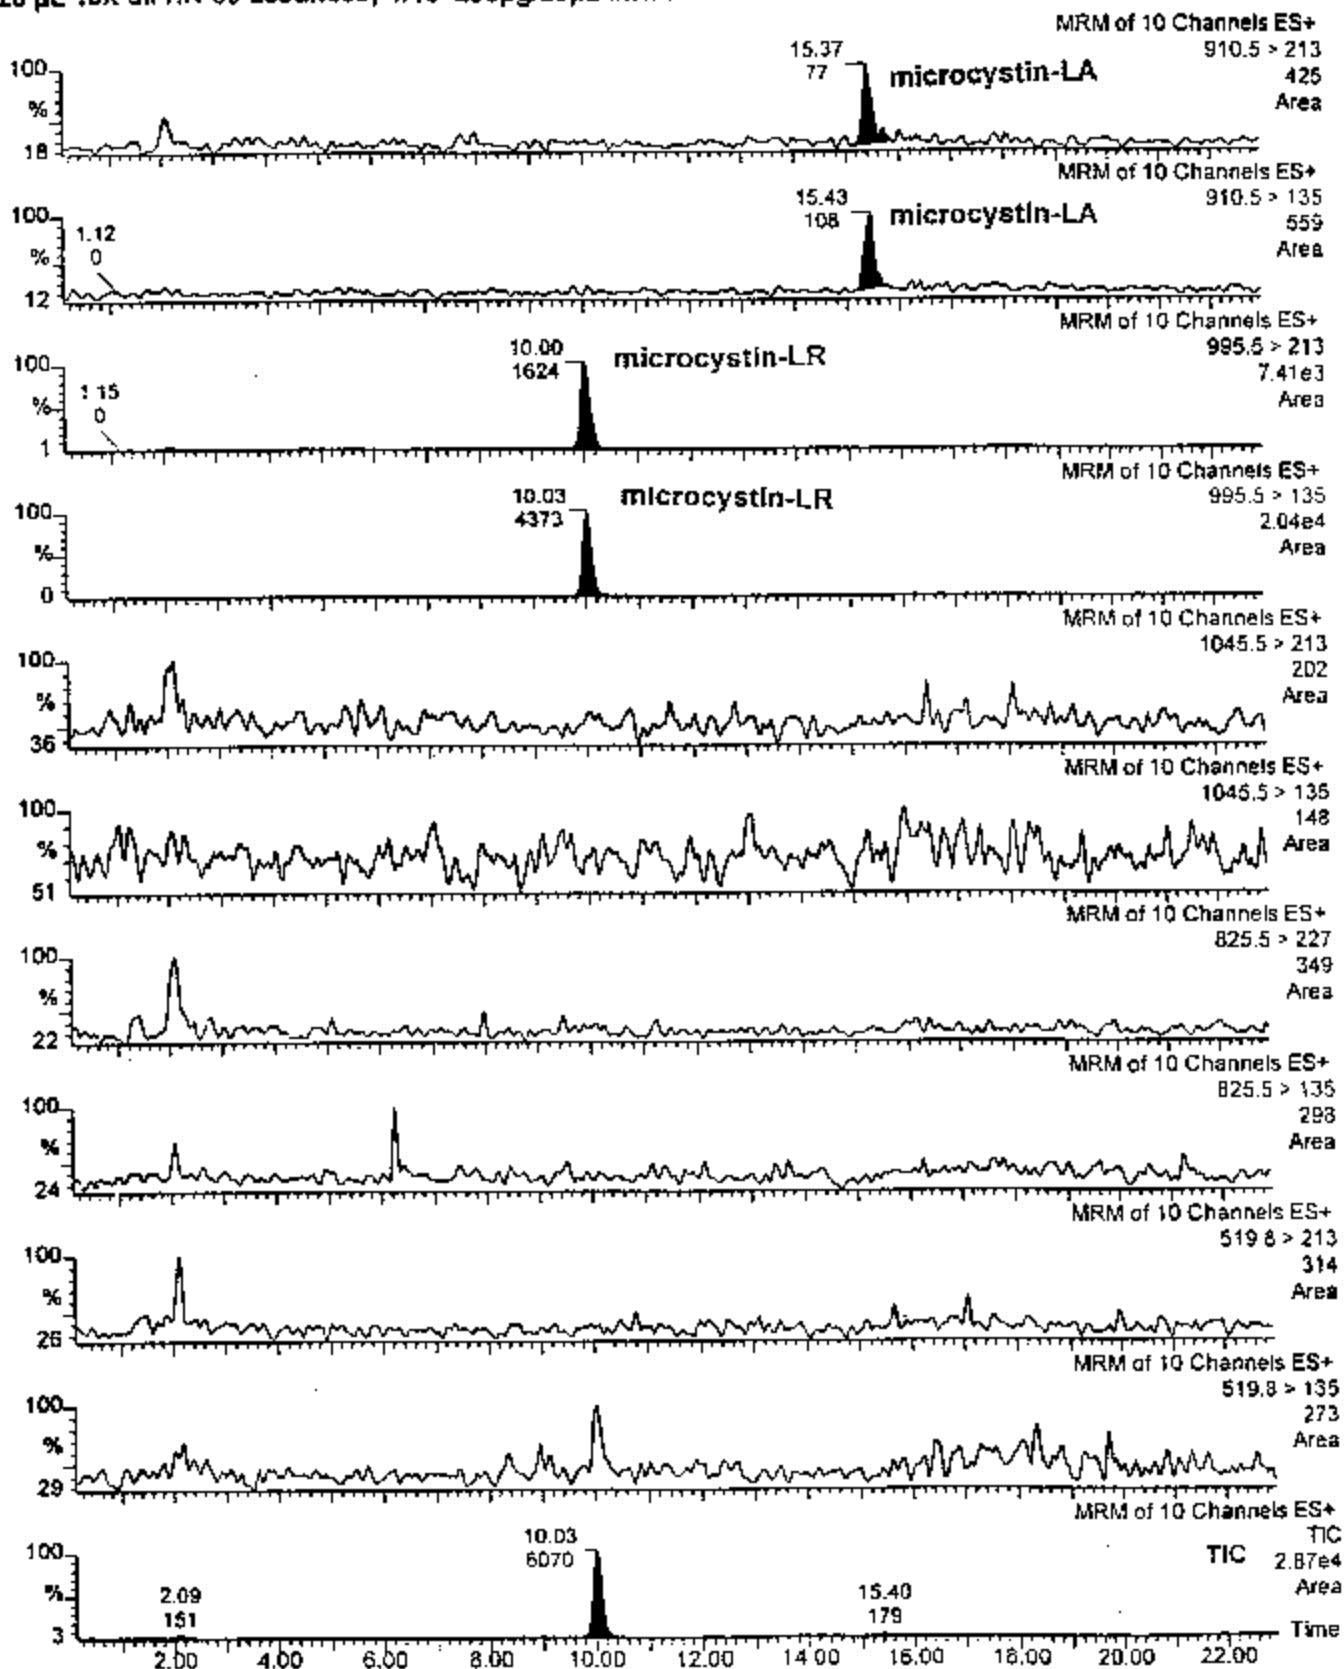 MRM of 10 Channels ES+
15.37 910.5 > 213
100 77 microcystin-LA 425
% Area
18
MRM of 10 Channels ES+
15.43 910.5 > 135
100 1.12 108 microcystin-LA 559
% 0 Area
12
MRM of 10 Channels ES+
10.00 microcystin-LR 995.5 > 213
100 1.15 1624 7.41e3
% 0 Area
1
MRM of 10 Channels ES+
10.03 microcystin-LR 995.5 > 135
100 4373 2.04e4
% Area
0
MRM of 10 Channels ES+
1045.5 > 213
100 202
% Area
36
MRM of 10 Channels ES+
1045.5 > 135
100 148
% Area
51
MRM of 10 Channels ES+
825.5 > 227
100 349
% Area
22
MRM of 10 Channels ES+
825.5 > 135
100 298
% Area
24
MRM of 10 Channels ES+
519.8 > 213
100 314
% Area
26
MRM of 10 Channels ES+
519.8 > 135
100 273
% Area
29
MRM of 10 Channels ES+
10.03 TIC
100 6070 TIC 2.87e4
% 2.09 15.40 Area
151 179
3 Time
2.00 4.00 6.00 8.00 10.00 12.00 14.00 16.00 18.00 20.00 22.00